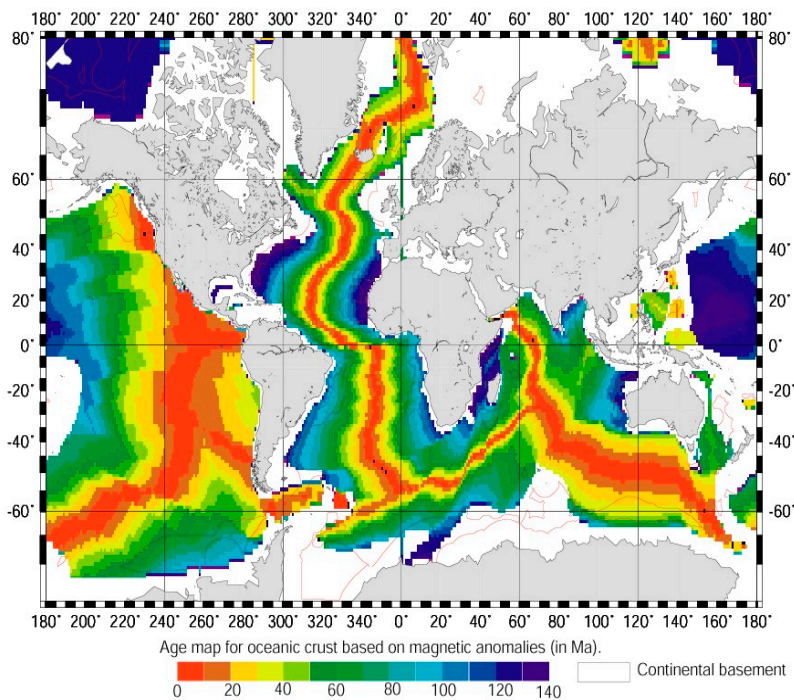 180˚ 200˚ 220˚ 240˚ 260˚ 280˚ 300˚ 320˚ 340˚ 0˚ 20˚ 40˚ 60˚ 80˚ 100˚ 120˚ 140˚ 160˚ 180˚
80˚ 80˚
60˚ 60˚
40˚ 40˚
20˚ 20˚
0˚ 0˚
-20˚ -20˚
-40˚ -40˚
-60˚ -60˚
180˚ 200˚ 220˚ 240˚ 260˚ 280˚ 300˚ 320˚ 340˚ 0˚ 20˚ 40˚ 60˚ 80˚ 100˚ 120˚ 140˚ 160˚ 180˚
Age map for oceanic crust based on magnetic anomalies (in Ma).
Continental basement
0 20 40 60 80 100 120 140